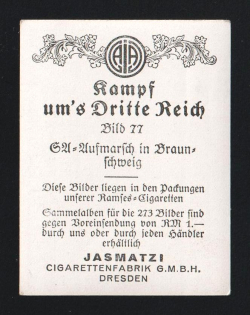 Kampf
um's Dritte Reich
Bild 77
SA-Aufmarsch in Braun-
schweig
Diese Bilder liegen in den Packungen
unserer Ramses-Cigaretten
Sammelalben für die 273 Bilder sind
gegen Voreinsendung von RM 1.—
durch uns oder durch jeden Händler
erhältlich
JASMATZI
CIGARETTENFABRIK G.M.B.H.
DRESDEN